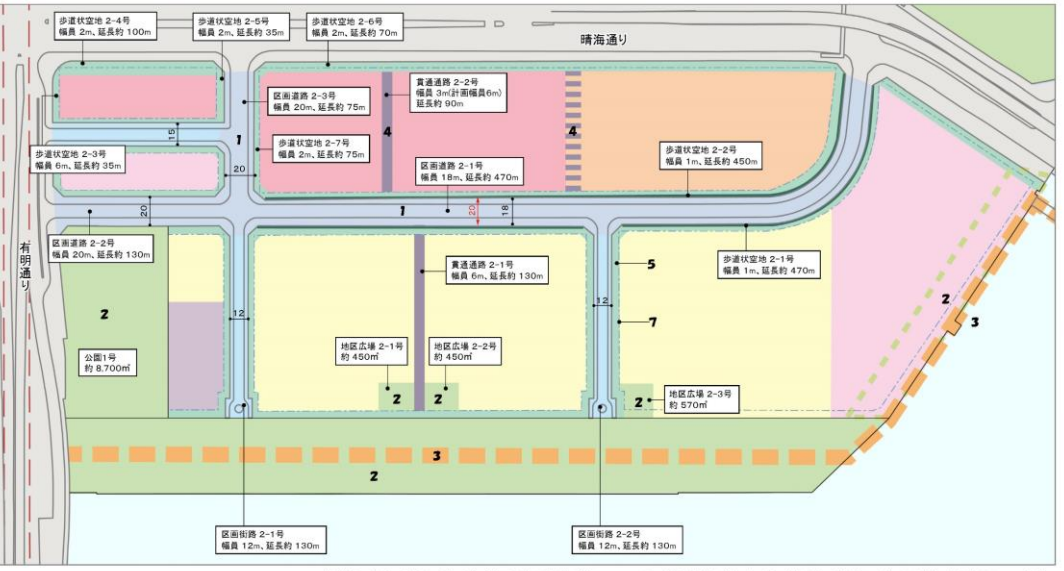 歩道状空地 2-4号
幅員 2m、延長約 100m
歩道状空地 2-5号
幅員 2m、延長約 35m
歩道状空地 2-6号
幅員 2m、延長約 70m
晴海通り
区画道路 2-3号
幅員 20m、延長約 75m
貫通通路 2-2号
幅員 3m(計画幅員6m)
延長約 90m
1
4
4
15
歩道状空地 2-7号
幅員 2m、延長約 75m
歩道状空地 2-2号
幅員 1m、延長約 450m
歩道状空地 2-3号
幅員 6m、延長約 35m
区画道路 2-1号
幅員 18m、延長約 470m
20
20
1
20
18
区画道路 2-2号
幅員 20m、延長約 130m
有明通り
貫通通路 2-1号
幅員 6m、延長約 130m
5
歩道状空地 2-1号
幅員 1m、延長約 470m
2
12
12
7
2
3
公園1号
約 8,700㎡
地区広場 2-1号
約 450㎡
地区広場 2-2号
約 450㎡
2
2
2
地区広場 2-3号
約 570㎡
3
2
区画街路 2-1号
幅員 12m、延長約 130m
区画街路 2-2号
幅員 12m、延長約 130m